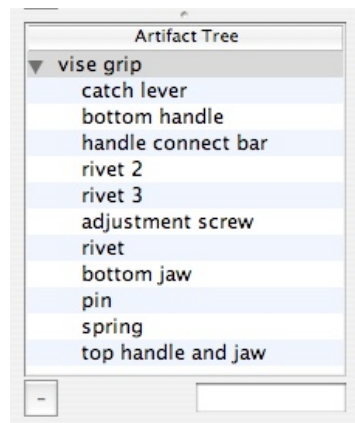 Artifact Tree
vise grip
catch lever
bottom handle
handle connect bar
rivet 2
rivet 3
adjustment screw
rivet
bottom jaw
pin
spring
top handle and jaw
-